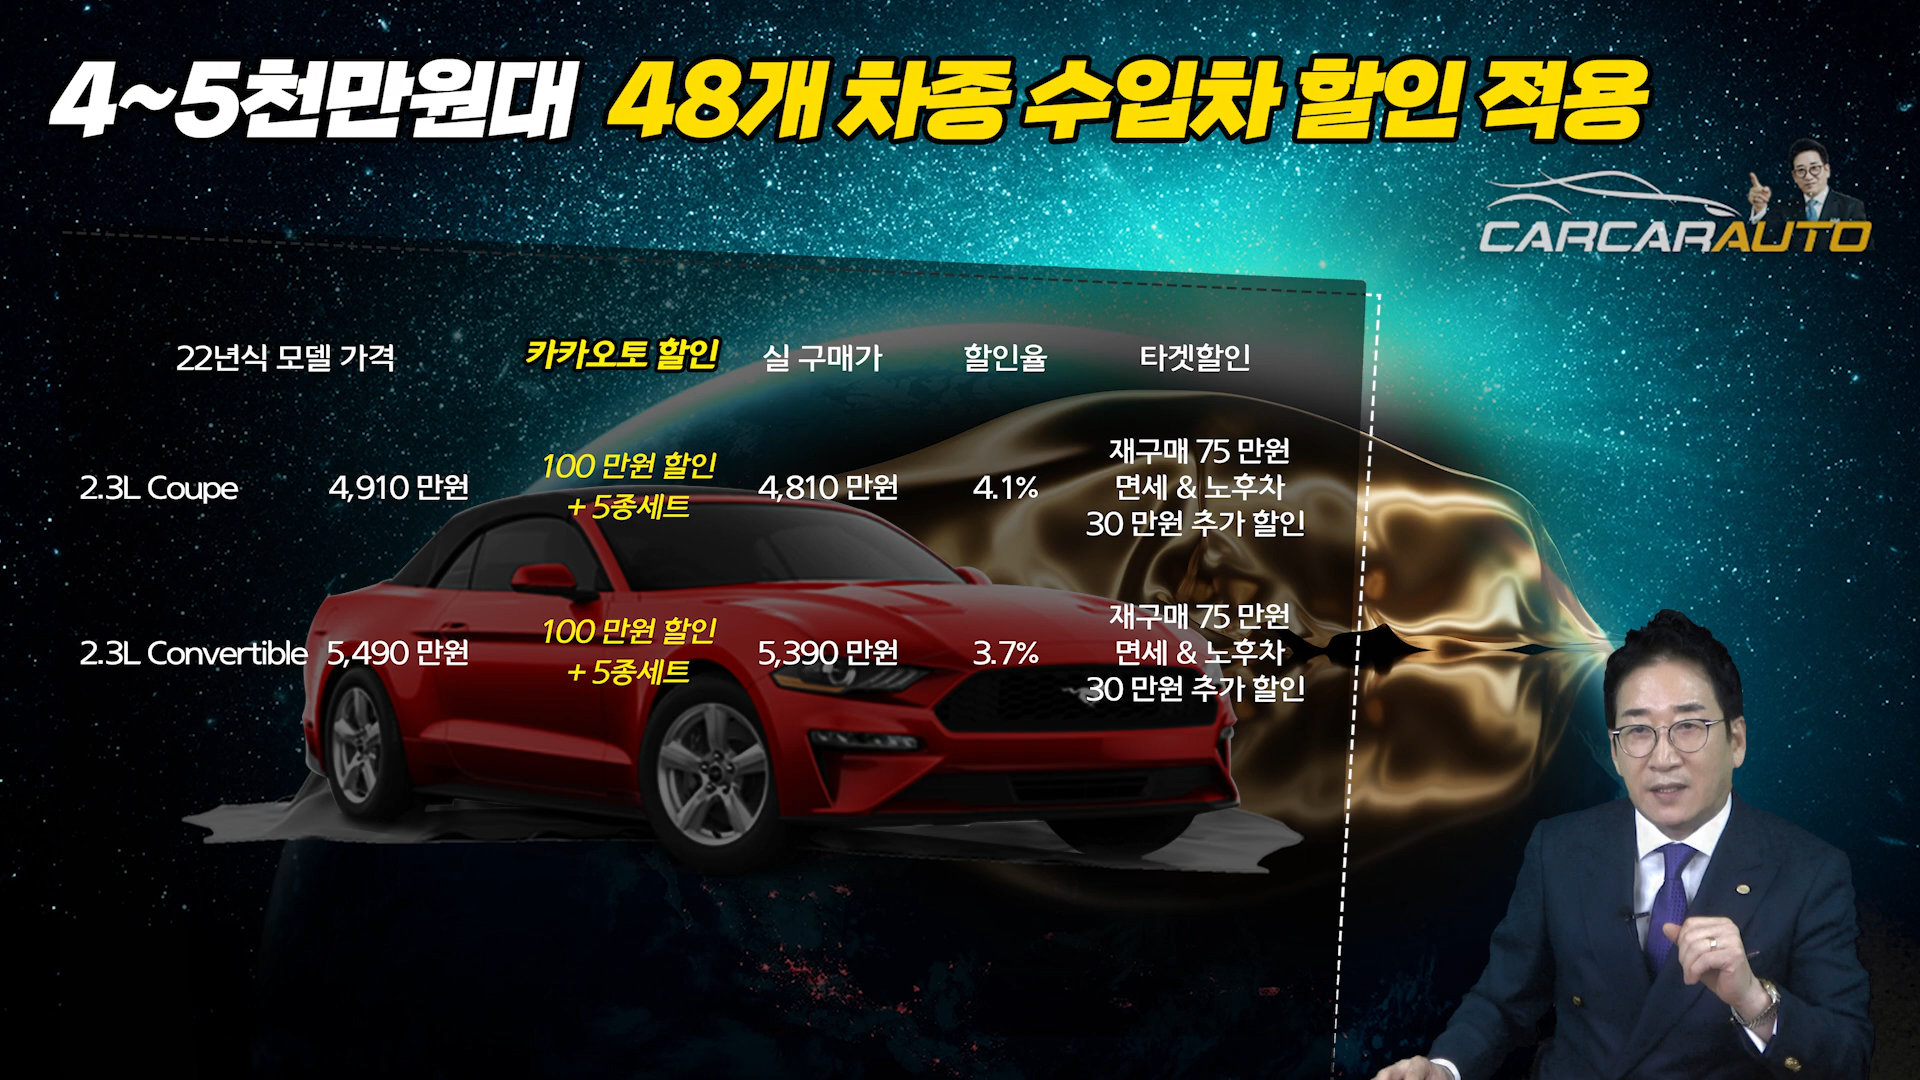 4~5천만원대 48개 차종 수입차 할인 적용
CARCARAUTO
22년식 모델 가격 카카오토 할인 실 구매가 할인율 타겟할인
2.3L Coupe 4,910 만원 100 만원 할인 + 5종세트 4,810 만원 4.1% 재구매 75 만원
면세 & 노후차
30 만원 추가 할인
2.3L Convertible 5,490 만원 100 만원 할인 + 5종세트 5,390 만원 3.7% 재구매 75 만원
면세 & 노후차
30 만원 추가 할인